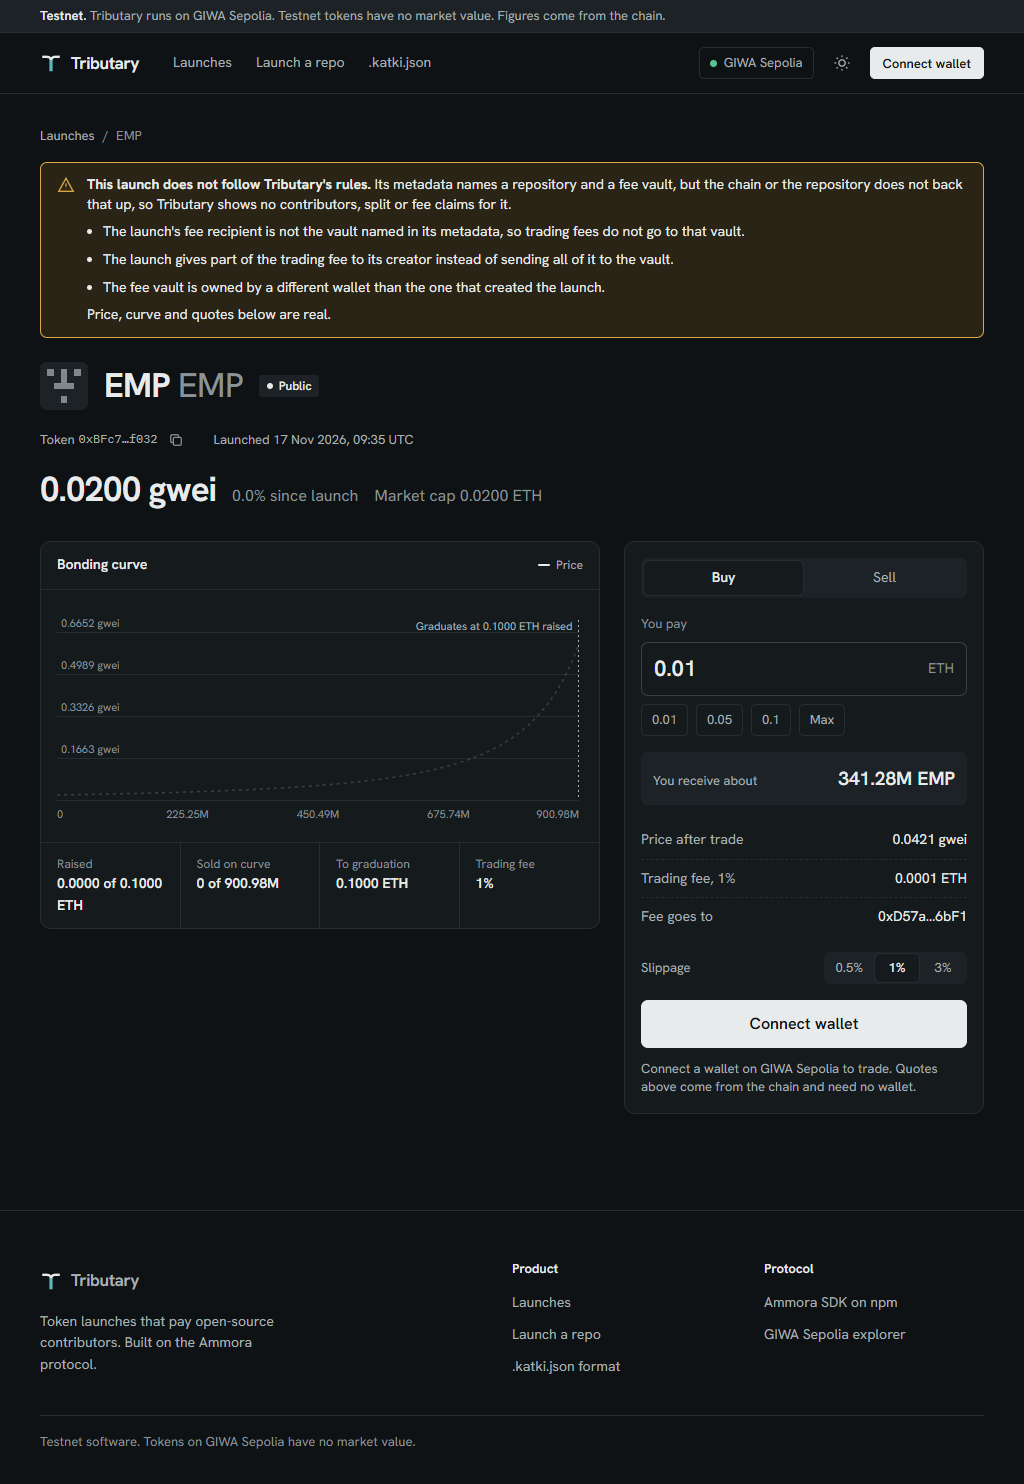 Testnet. Tributary runs on GIWA Sepolia. Testnet tokens have no market value. Figures come from the chain.
Tributary
Launches
Launch a repo
.katki.json
GIWA Sepolia
Connect wallet
Launches / EMP
This launch does not follow Tributary's rules. Its metadata names a repository and a fee vault, but the chain or the repository does not back
that up, so Tributary shows no contributors, split or fee claims for it.
The launch's fee recipient is not the vault named in its metadata, so trading fees do not go to that vault.
The launch gives part of the trading fee to its creator instead of sending all of it to the vault.
The fee vault is owned by a different wallet than the one that created the launch.
Price, curve and quotes below are real.
EMP EMP
Public
Token 0xBFc7…f032
Launched 17 Nov 2026, 09:35 UTC
0.0200 gwei
0.0% since launch
Market cap 0.0200 ETH
Bonding curve
Price
0.6652 gwei
Graduates at 0.1000 ETH raised
0.4989 gwei
0.3326 gwei
0.1663 gwei
0
225.25M
450.49M
675.74M
900.98M
Raised
0.0000 of 0.1000
ETH
Sold on curve
0 of 900.98M
To graduation
0.1000 ETH
Trading fee
1%
Buy
Sell
You pay
0.01
ETH
0.01
0.05
0.1
Max
You receive about
341.28M EMP
Price after trade
0.0421 gwei
Trading fee, 1%
0.0001 ETH
Fee goes to
0xD57a…6bF1
Slippage
0.5%
1%
3%
Connect wallet
Connect a wallet on GIWA Sepolia to trade. Quotes
above come from the chain and need no wallet.
Tributary
Token launches that pay open-source
contributors. Built on the Ammora
protocol.
Product
Launches
Launch a repo
.katki.json format
Protocol
Ammora SDK on npm
GIWA Sepolia explorer
Testnet software. Tokens on GIWA Sepolia have no market value.